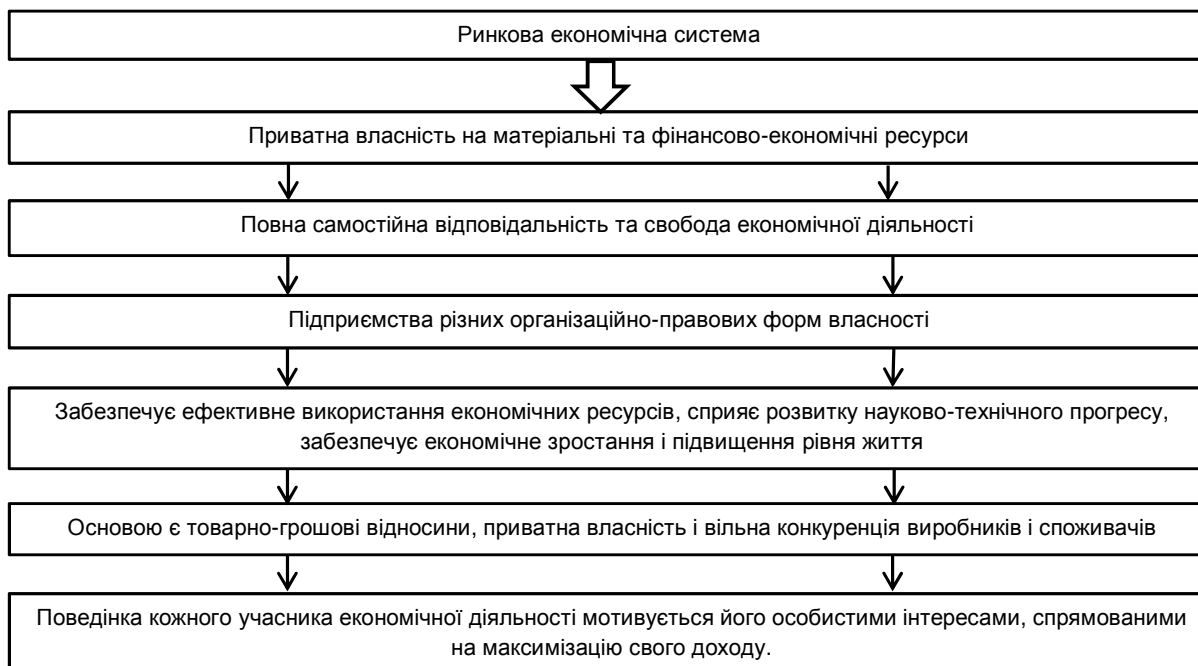 Ринкова економічна система
Приватна власність на матеріальні та фінансово-економічні ресурси
Повна самостійна відповідальність та свобода економічної діяльності
Підприємства різних організаційно-правових форм власності
Забезпечує ефективне використання економічних ресурсів, сприяє розвитку науково-технічного прогресу,
забезпечує економічне зростання і підвищення рівня життя
Основою є товарно-грошові відносини, приватна власність і вільна конкуренція виробників і споживачів
Поведінка кожного учасника економічної діяльності мотивується його особистими інтересами, спрямованими
на максимізацію свого доходу.